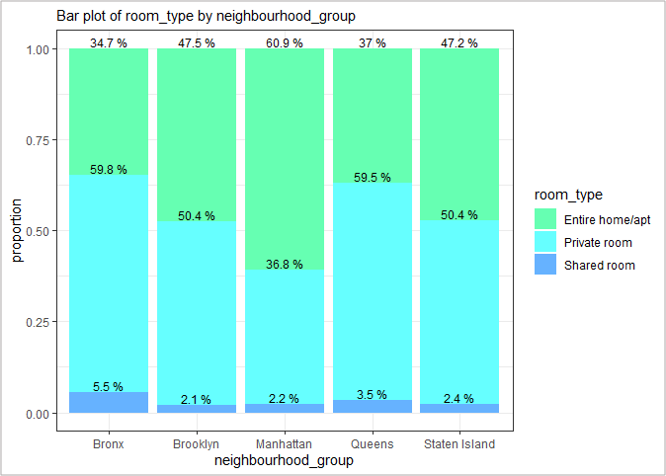 Bar plot of room_type by neighbourhood_group
34.7 % 47.5 % 60.9 % 37 % 47.2 %
59.8 % 50.4 % 36.8 % 59.5 % 50.4 %
5.5 % 2.1 % 2.2 % 3.5 % 2.4 %
1.00
0.75
0.50
0.25
0.00
proportion
Bronx Brooklyn Manhattan Queens Staten Island
neighbourhood_group
room_type
Entire home/apt
Private room
Shared room